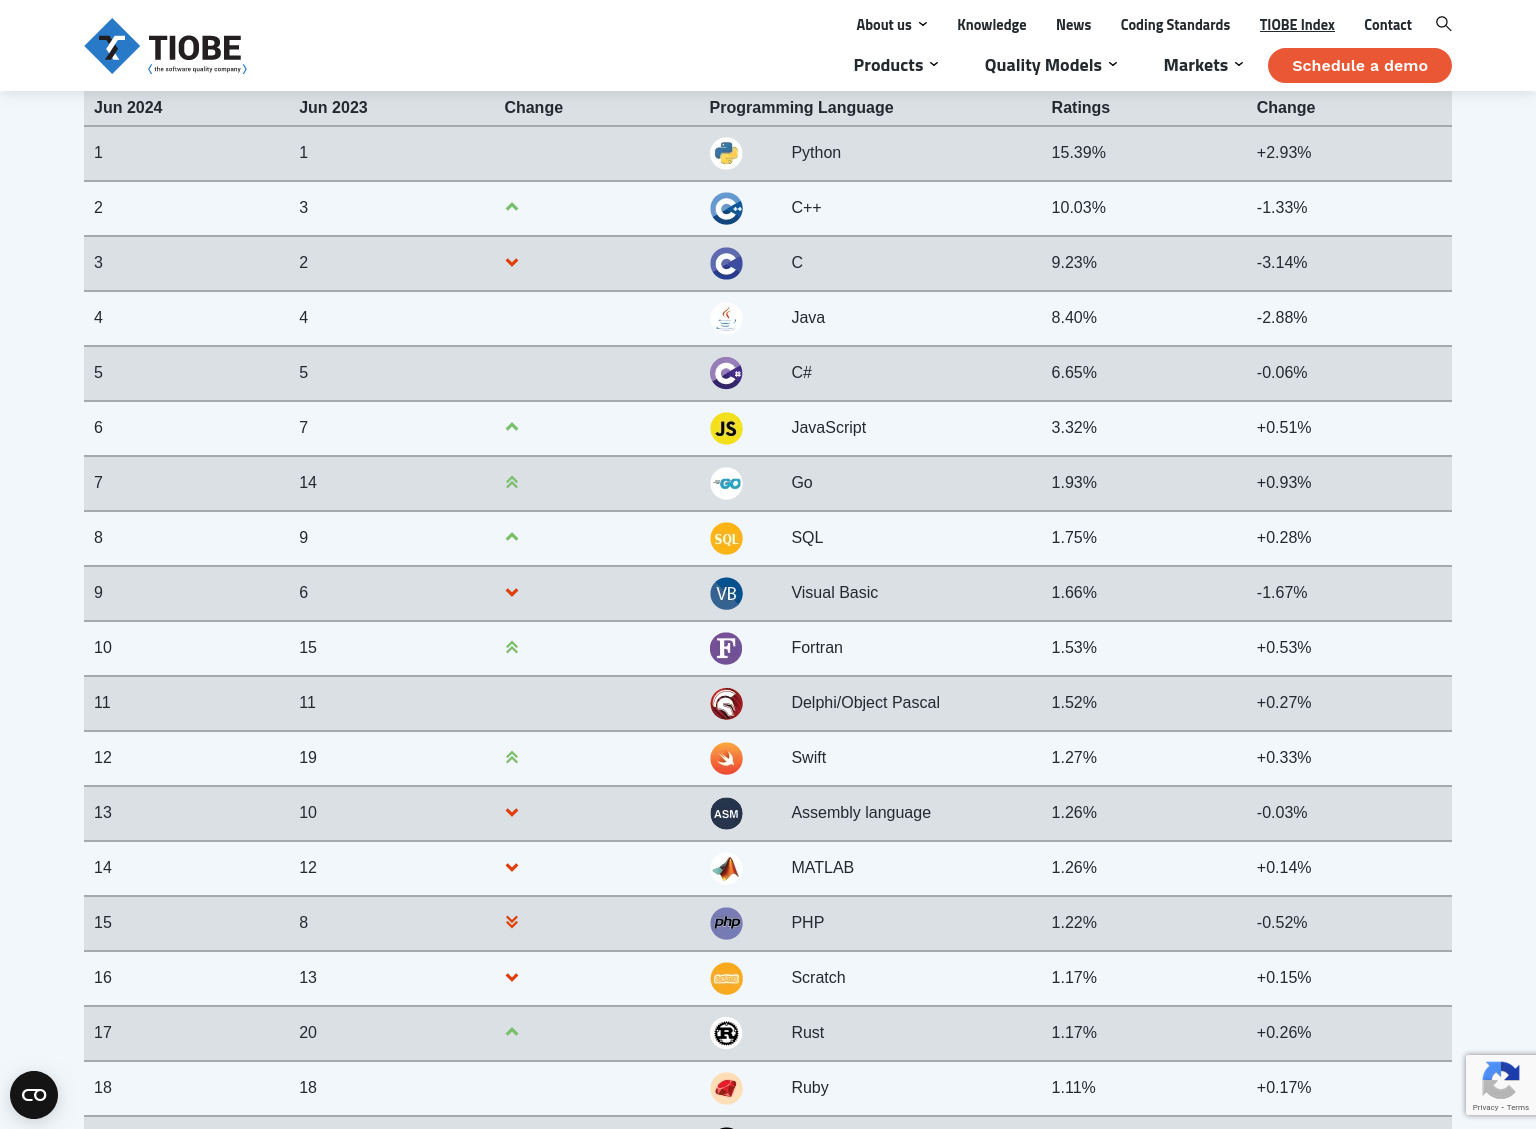 About us Knowledge News Coding Standards TIOBE Index Contact
TIOBE
the software quality company
Products Quality Models Markets Schedule a demo
Jun 2024 Jun 2023 Change Programming Language Ratings Change
1 1 Python 15.39% +2.93%
2 3 C++ 10.03% -1.33%
3 2 C 9.23% -3.14%
4 4 Java 8.40% -2.88%
5 5 C# 6.65% -0.06%
6 7 JS JavaScript 3.32% +0.51%
7 14 GO Go 1.93% +0.93%
8 9 SQL SQL 1.75% +0.28%
9 6 VB Visual Basic 1.66% -1.67%
10 15 F Fortran 1.53% +0.53%
11 11 Delphi/Object Pascal 1.52% +0.27%
12 19 Swift 1.27% +0.33%
13 10 ASM Assembly language 1.26% -0.03%
14 12 MATLAB 1.26% +0.14%
15 8 php PHP 1.22% -0.52%
16 13 Scratch 1.17% +0.15%
17 20 R Rust 1.17% +0.26%
18 18 Ruby 1.11% +0.17%
Privacy - Terms